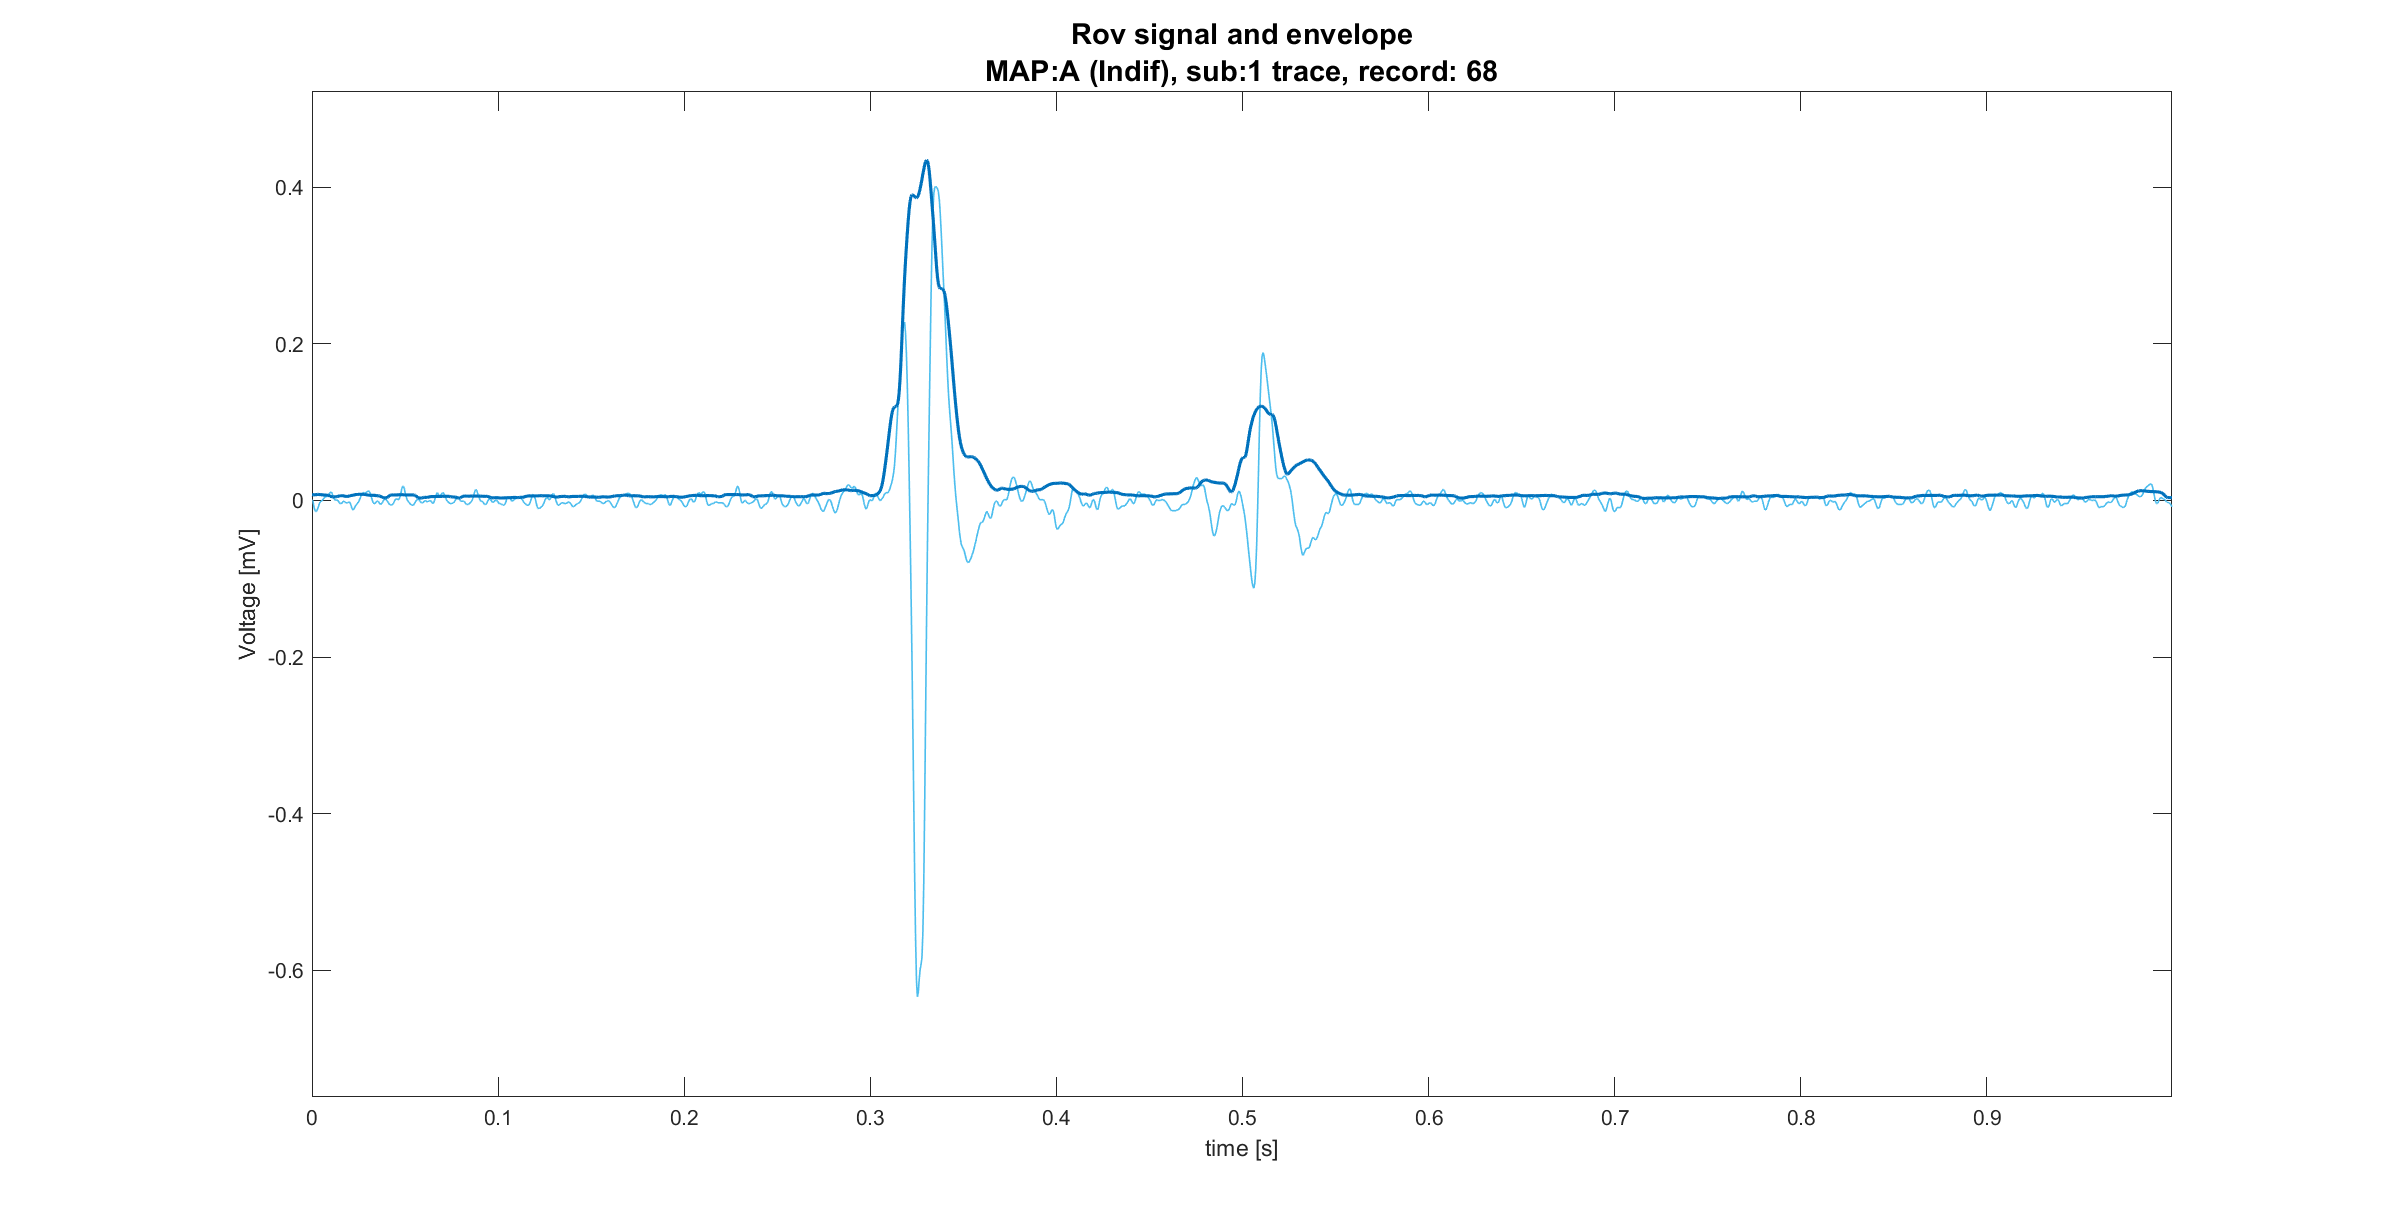 Rov signal and envelope
MAP:A (Indif), sub:1 trace, record: 68
0.4
0.2
0
-0.2
-0.4
-0.6
Voltage [mV]
0 0.1 0.2 0.3 0.4 0.5 0.6 0.7 0.8 0.9
time [s]